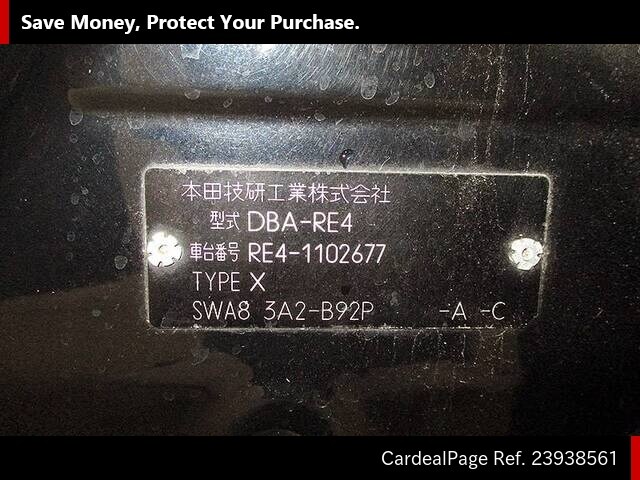 Save Money, Protect Your Purchase.
本田技研工業株式会社
型式 DBA-RE4
車台番号 RE4-1102677
TYPE X
SWA8 3A2-B92P -A -C
CardealPage Ref. 23938561